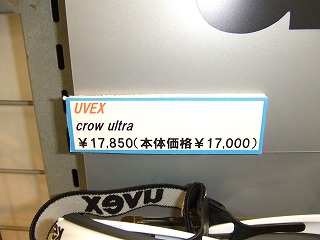 UVEX
crow ultra
￥17,850(本体価格￥17,000)
uvex